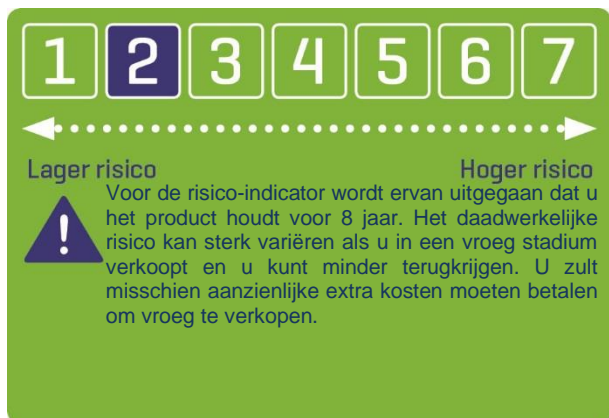 1 2 3 4 5 6 7
Lager risico Hoger risico
Voor de risico-indicator wordt ervan uitgegaan dat u
het product houdt voor 8 jaar. Het daadwerkelijke
risico kan sterk variëren als u in een vroeg stadium
verkoopt en u kunt minder terugkrijgen. U zult
misschien aanzienlijke extra kosten moeten betalen
om vroeg te verkopen.